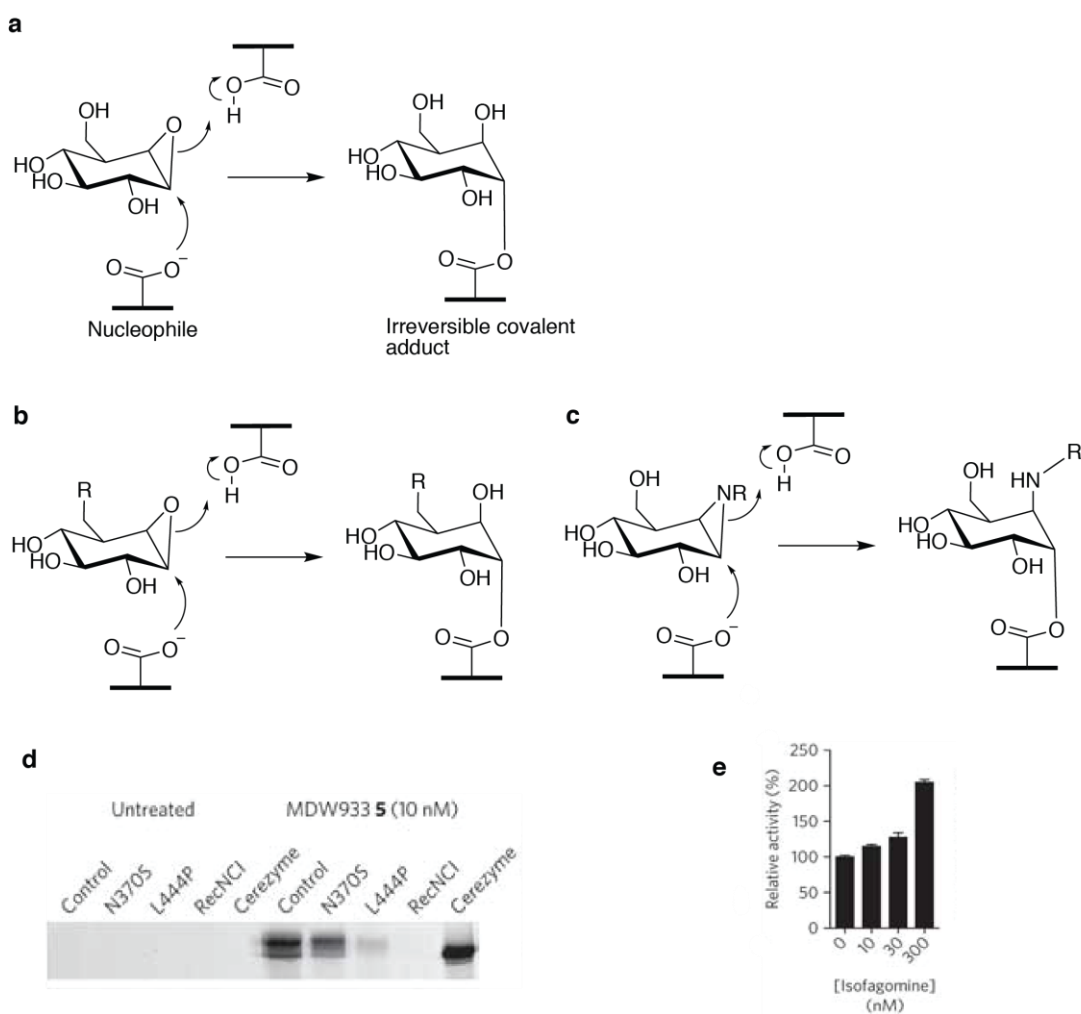 a
O
O
H
OH
O
HO
HO
OH
O
O−
Nucleophile
OH
OH
HO
HO
OH
O
O
Irreversible covalent
adduct
b
O
O
H
R
O
HO
HO
OH
O
O−
R
OH
HO
HO
OH
O
O
c
O
O
H
OH
NR
HO
HO
OH
O
O−
R
HN
OH
HO
HO
OH
O
O
d
Untreated
MDW933 5 (10 nM)
Control N370S L444P RecNCI Cerezyme Control N370S L444P RecNCI Cerezyme
e
Relative activity (%)
250
200
150
100
50
0
0 10 30 300
[Isofagomine]
(nM)